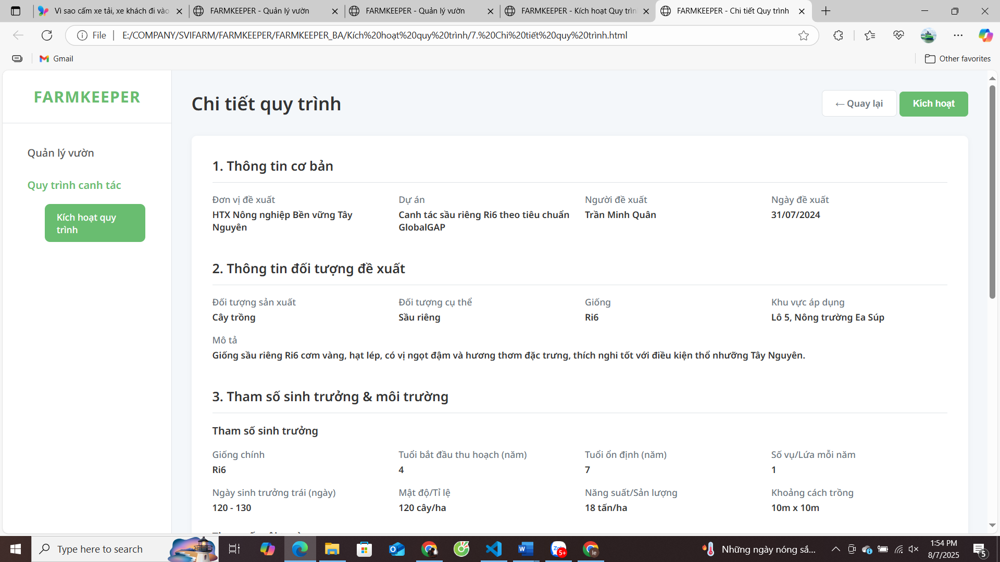 Vì sao cấm xe tải, xe khách đi vào
FARMKEEPER - Quản lý vườn
FARMKEEPER - Quản lý vườn
FARMKEEPER - Kích hoạt Quy trìn
FARMKEEPER - Chi tiết Quy trình
File
E:/COMPANY/SVIFARM/FARMKEEPER/FARMKEEPER_BA/Kích%20hoạt%20quy%20trình/7.%20Chi%20tiết%20quy%20trình.html
Gmail
Other favorites
FARMKEEPER
Quản lý vườn
Quy trình canh tác
Kích hoạt quy
trình
Chi tiết quy trình
← Quay lại
Kích hoạt
1. Thông tin cơ bản
Đơn vị đề xuất
HTX Nông nghiệp Bền vững Tây
Nguyên
Dự án
Canh tác sầu riêng Ri6 theo tiêu chuẩn
GlobalGAP
Người đề xuất
Trần Minh Quân
Ngày đề xuất
31/07/2024
2. Thông tin đối tượng đề xuất
Đối tượng sản xuất
Cây trồng
Đối tượng cụ thể
Sầu riêng
Giống
Ri6
Khu vực áp dụng
Lô 5, Nông trường Ea Súp
Mô tả
Giống sầu riêng Ri6 cơm vàng, hạt lép, có vị ngọt đậm và hương thơm đặc trưng, thích nghi tốt với điều kiện thổ nhưỡng Tây Nguyên.
3. Tham số sinh trưởng & môi trường
Tham số sinh trưởng
Giống chính
Ri6
Tuổi bắt đầu thu hoạch (năm)
4
Tuổi ổn định (năm)
7
Số vụ/Lứa mỗi năm
1
Ngày sinh trưởng trái (ngày)
120 - 130
Mật độ/Tỉ lệ
120 cây/ha
Năng suất/Sản lượng
18 tấn/ha
Khoảng cách trồng
10m x 10m
Type here to search
5+
le
Những ngày nóng sắ...
1:54 PM
8/7/2025
5